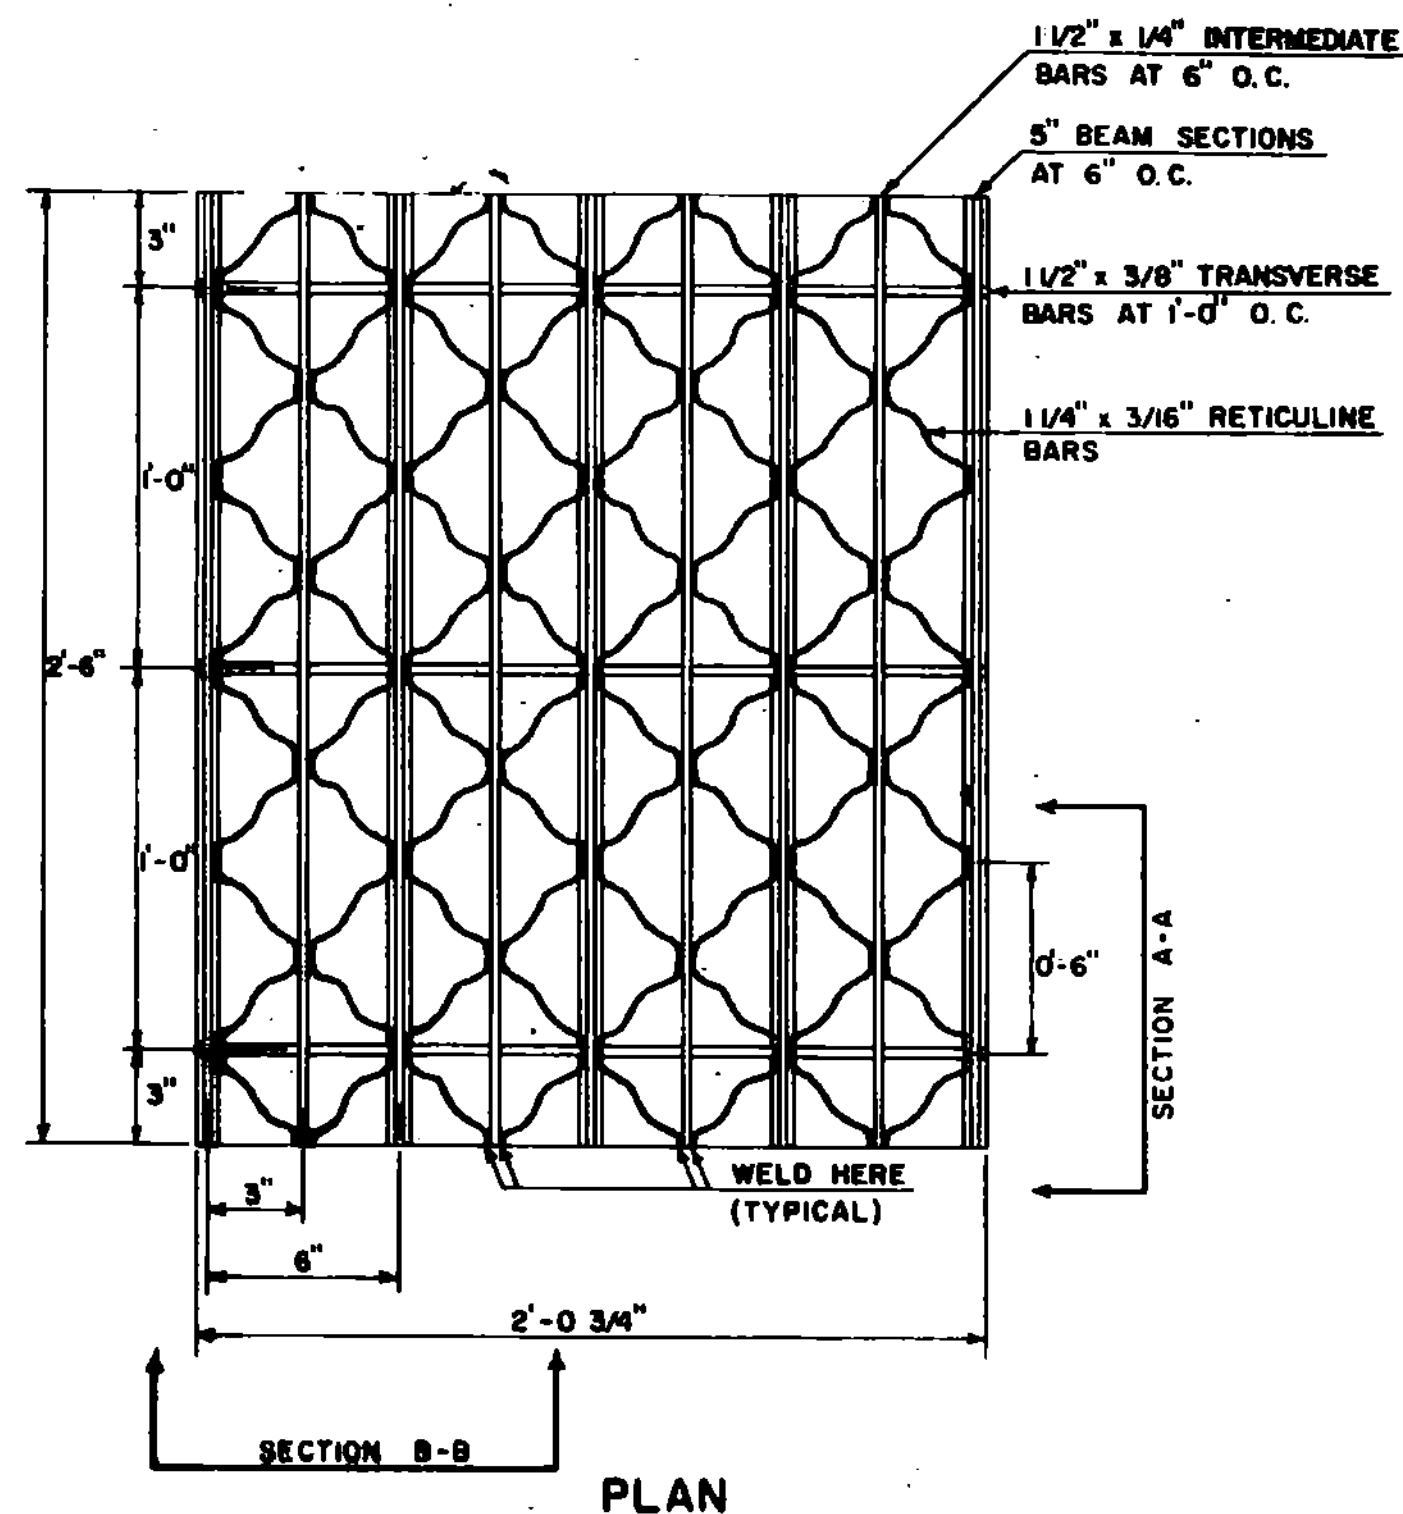 1 1/2" x 1/4" INTERMEDIATE
BARS AT 6" O.C.
5" BEAM SECTIONS
AT 6" O.C.
3"
1 1/2" x 3/8" TRANSVERSE
BARS AT 1'-0" O.C.
1 1/4" x 3/16" RETICULINE
BARS
1'-0"
2'-6"
1'-0"
0'-6"
SECTION A-A
3"
WELD HERE
(TYPICAL)
3"
6"
2'-0 3/4"
SECTION B-B
PLAN